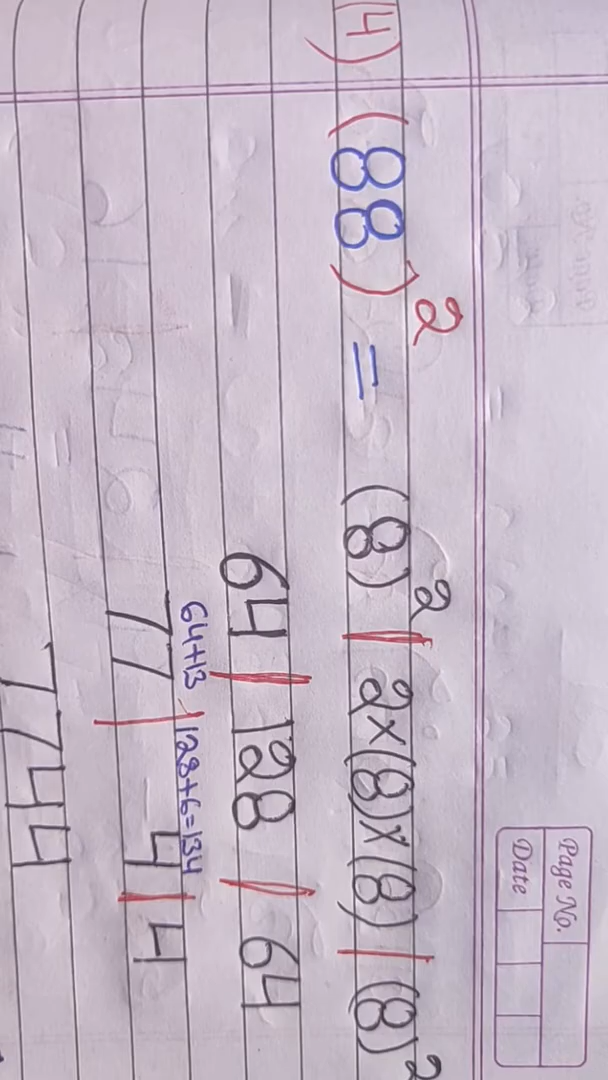 Page No.
Date
14) (88)² = (8)² | 2×(8)×(8) | (8)²
64 | 128 | 64
64+13 | 128+6=134
77 | 4 | 4
7744